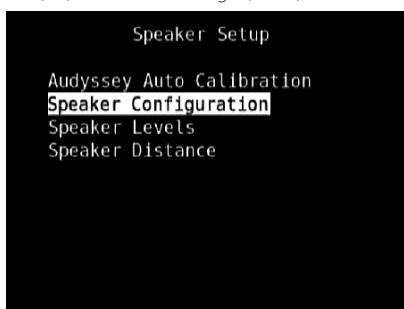 Speaker Setup
Audyssey Auto Calibration
Speaker Configuration
Speaker Levels
Speaker Distance